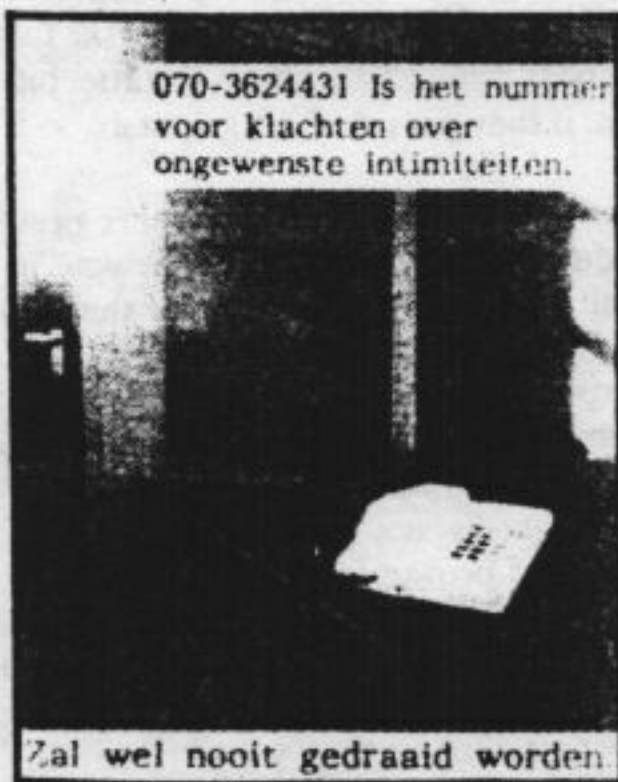 070-3624431 Is het nummer
voor klachten over
ongewenste intimiteiten.
Zal wel nooit gedraaid worden.